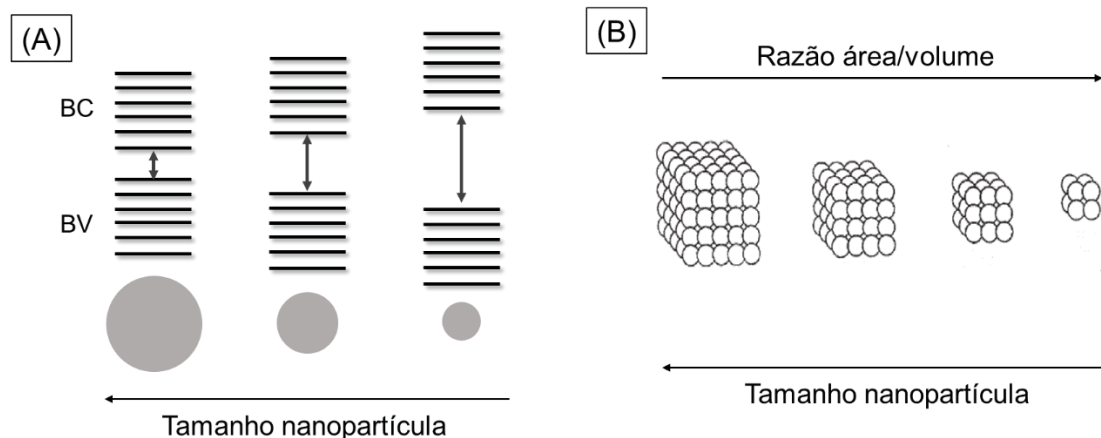 (A)
BC
BV
Tamanho nanopartícula
(B)
Razão área/volume
Tamanho nanopartícula